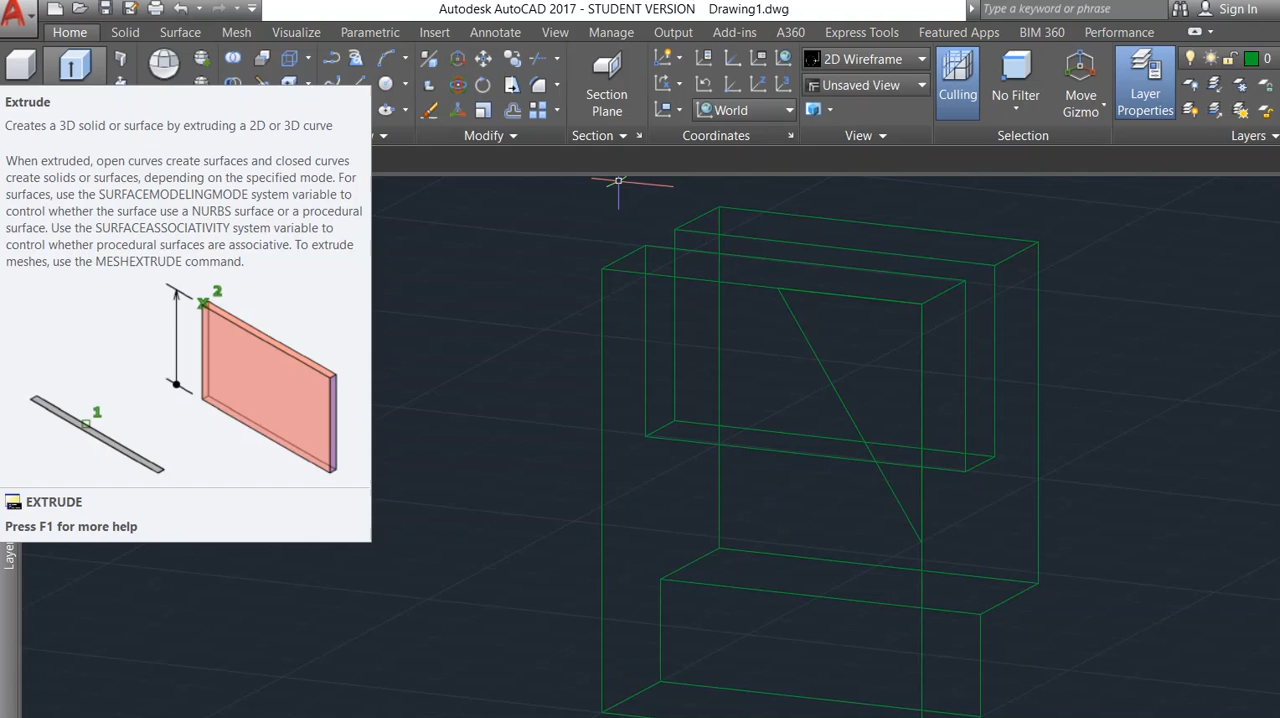 Autodesk AutoCAD 2017 - STUDENT VERSION Drawing1.dwg
Type a keyword or phrase
Sign In
Home Solid Surface Mesh Visualize Parametric Insert Annotate View Manage Output Add-ins A360 Express Tools Featured Apps BIM 360 Performance
Section
Plane
2D Wireframe
Unsaved View
World
Culling
No Filter
Move
Gizmo
Layer
Properties
0
Modify
Section
Coordinates
View
Selection
Layers
Extrude
Creates a 3D solid or surface by extruding a 2D or 3D curve
When extruded, open curves create surfaces and closed curves
create solids or surfaces, depending on the specified mode. For
surfaces, use the SURFACEMODELINGMODE system variable to
control whether the surface use a NURBS surface or a procedural
surface. Use the SURFACEASSOCIATIVITY system variable to
control whether procedural surfaces are associative. To extrude
meshes, use the MESHEXTRUDE command.
2
1
EXTRUDE
Press F1 for more help